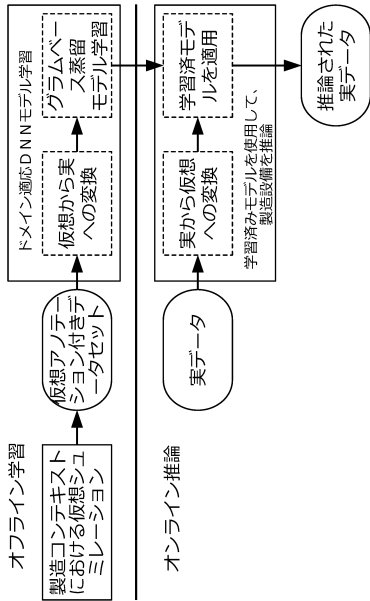 オフライン学習
製造コンテキスト
における仮想シュ
ミレーション
仮想アノテー
ション付きデ
ータセット
ドメイン適応DNNモデル学習
仮想から実
への変換
グラムベー
ス蒸留
モデル学習
オンライン推論
実データ
実から仮想
への変換
学習済モデ
ルを適用
学習済みモデルを使用して、
製造設備を推論
推論された
実データ